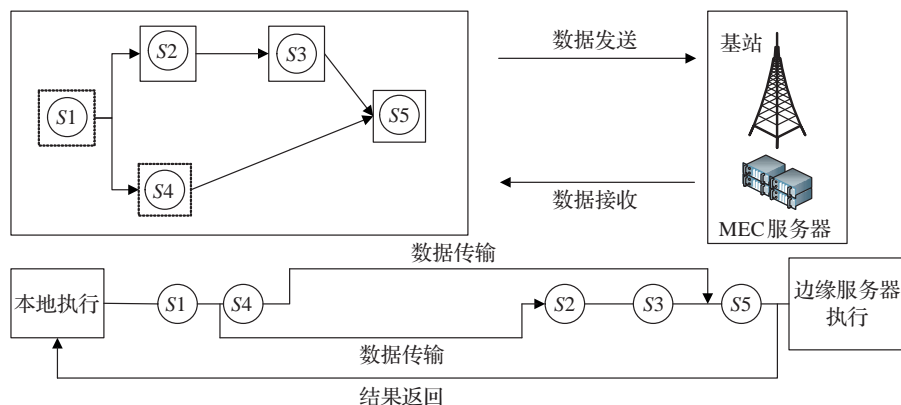 S1
S2
S3
S4
S5
数据发送
数据接收
基站
MEC服务器
数据传输
本地执行
S1
S4
S2
S3
S5
边缘服务器
执行
数据传输
结果返回